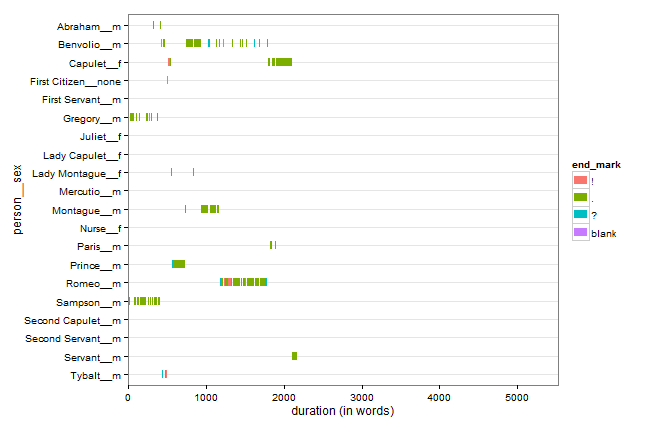 Abraham__m
Benvolio__m
Capulet__f
First Citizen__none
First Servant__m
Gregory__m
Juliet__f
Lady Capulet__f
Lady Montague__f
Mercutio__m
Montague__m
Nurse__f
Paris__m
Prince__m
Romeo__m
Sampson__m
Second Capulet__m
Second Servant__m
Servant__m
Tybalt__m
person__sex
0 1000 2000 3000 4000 5000
duration (in words)
end_mark
!
.
?
blank